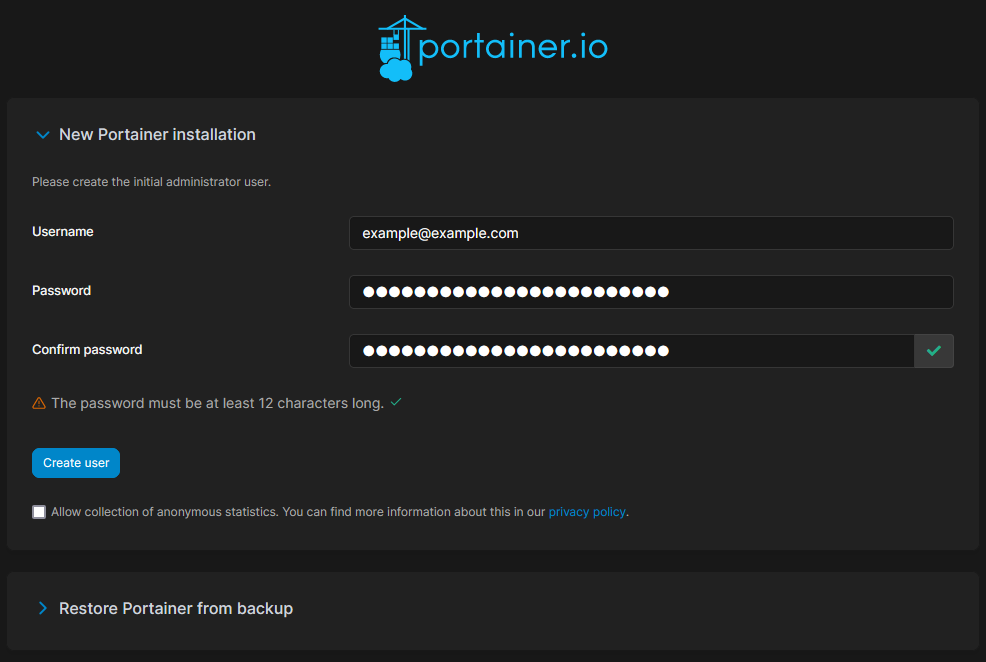 portainer.io
New Portainer installation
Please create the initial administrator user.
Username
example@example.com
Password
●●●●●●●●●●●●●●●●●●●●●●●●
Confirm password
●●●●●●●●●●●●●●●●●●●●●●●●
The password must be at least 12 characters long.
Create user
Allow collection of anonymous statistics. You can find more information about this in our privacy policy.
Restore Portainer from backup